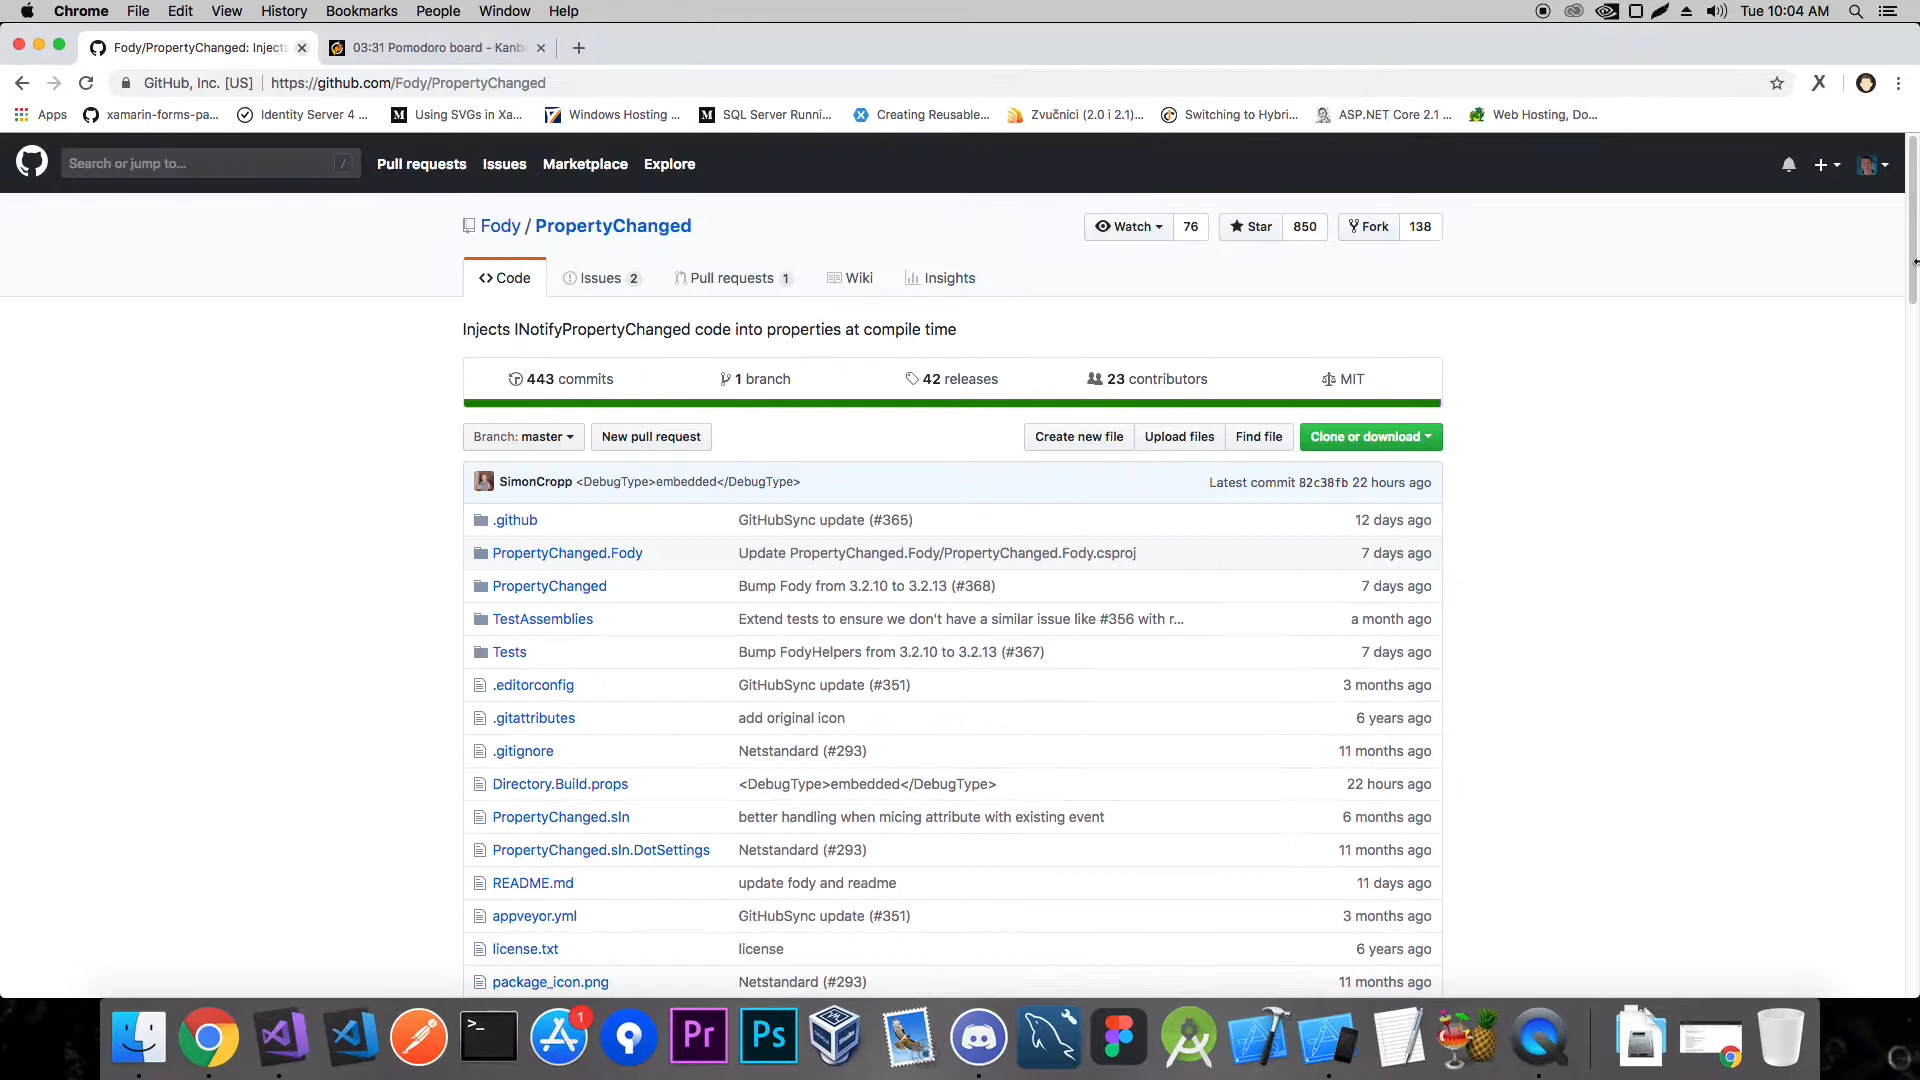 Chrome File Edit View History Bookmarks People Window Help Tue 10:04 AM
Fody/PropertyChanged: Injects 03:31 Pomodoro board - Kanba
GitHub, Inc. [US] https://github.com/Fody/PropertyChanged
Apps xamarin-forms-pa... Identity Server 4 ... Using SVGs in Xa... Windows Hosting ... SQL Server Runni... Creating Reusable... Zvučnici (2.0 i 2.1)... Switching to Hybri... ASP.NET Core 2.1 ... Web Hosting, Do...
Search or jump to... / Pull requests Issues Marketplace Explore
Fody / PropertyChanged Watch 76 Star 850 Fork 138
Code Issues 2 Pull requests 1 Wiki Insights
Injects INotifyPropertyChanged code into properties at compile time
443 commits 1 branch 42 releases 23 contributors MIT
Branch: master New pull request Create new file Upload files Find file Clone or download
SimonCropp <DebugType>embedded</DebugType> Latest commit 82c38fb 22 hours ago
.github GitHubSync update (#365) 12 days ago
PropertyChanged.Fody Update PropertyChanged.Fody/PropertyChanged.Fody.csproj 7 days ago
PropertyChanged Bump Fody from 3.2.10 to 3.2.13 (#368) 7 days ago
TestAssemblies Extend tests to ensure we don't have a similar issue like #356 with r... a month ago
Tests Bump FodyHelpers from 3.2.10 to 3.2.13 (#367) 7 days ago
.editorconfig GitHubSync update (#351) 3 months ago
.gitattributes add original icon 6 years ago
.gitignore Netstandard (#293) 11 months ago
Directory.Build.props <DebugType>embedded</DebugType> 22 hours ago
PropertyChanged.sln better handling when micing attribute with existing event 6 months ago
PropertyChanged.sln.DotSettings Netstandard (#293) 11 months ago
README.md update fody and readme 11 days ago
appveyor.yml GitHubSync update (#351) 3 months ago
license.txt license 6 years ago
package_icon.png Netstandard (#293) 11 months ago
>_ 1 Pr Ps